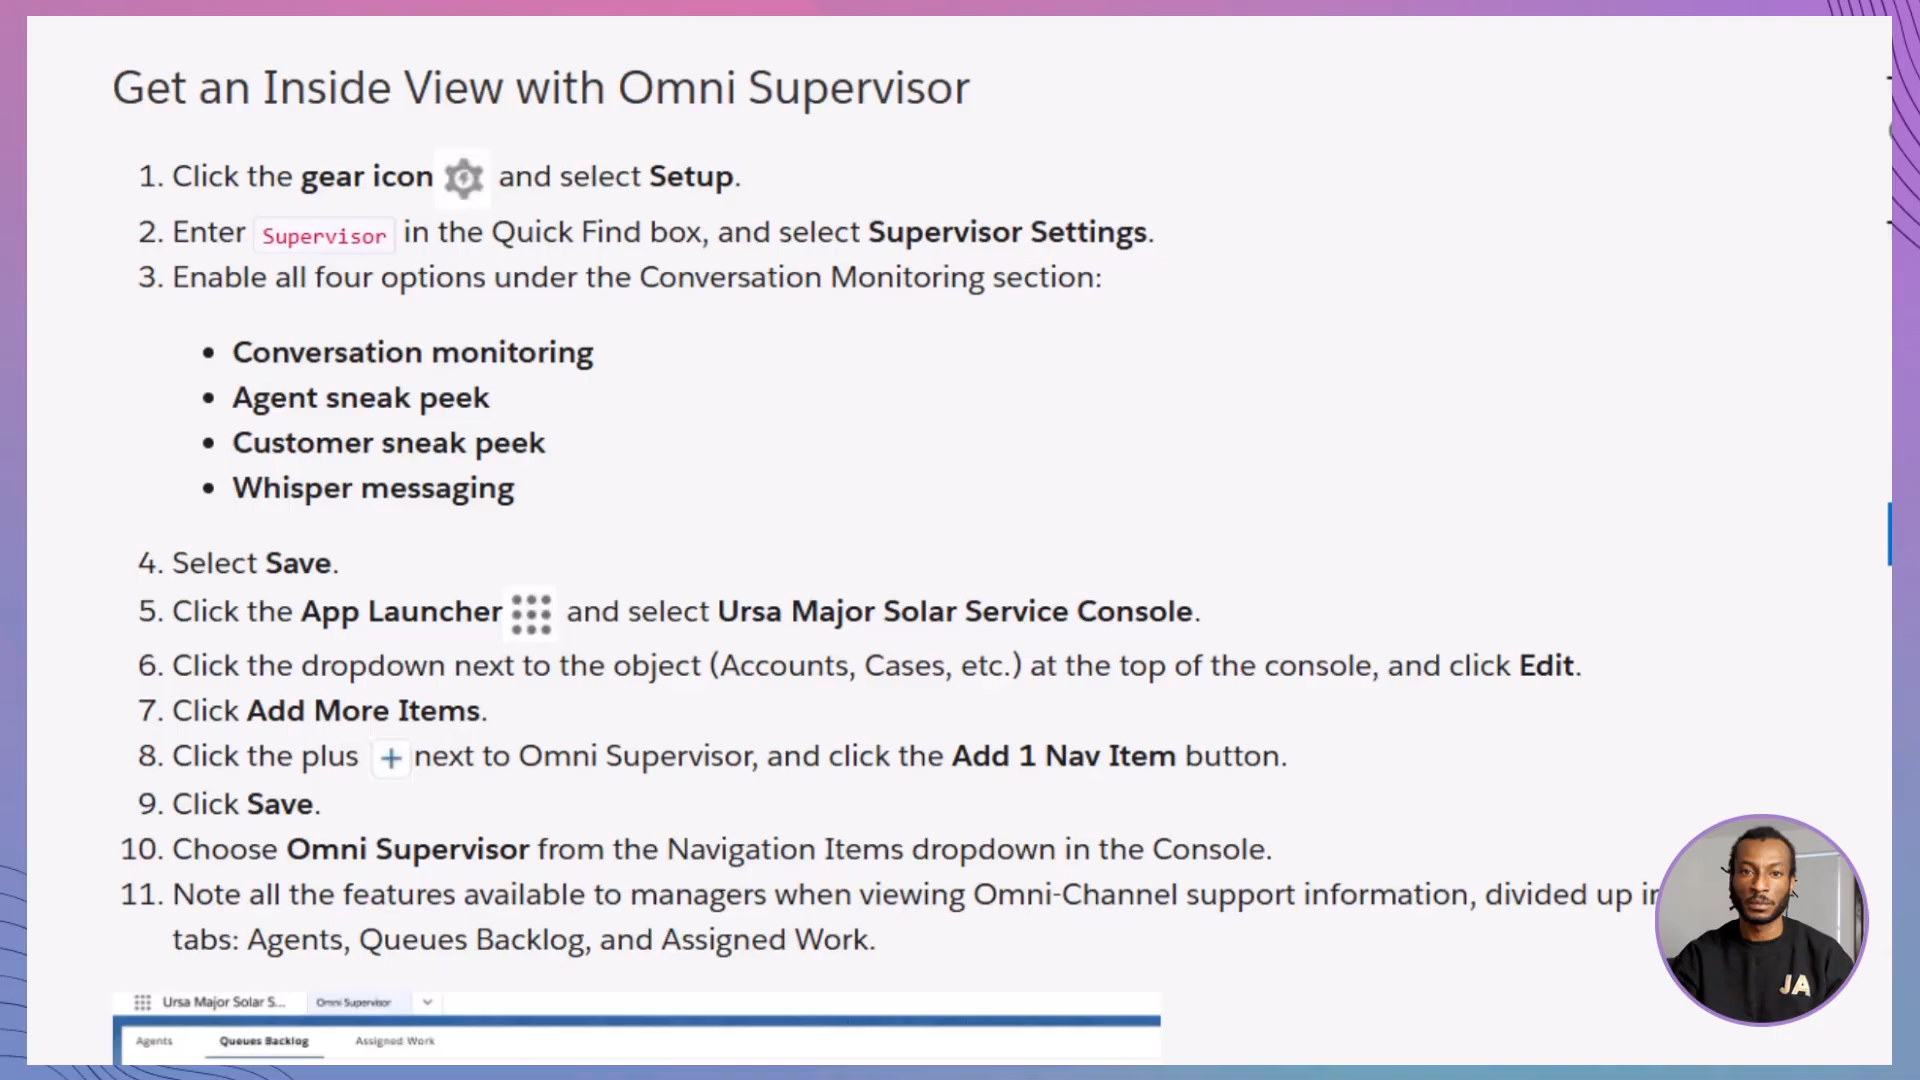 Get an Inside View with Omni Supervisor
1. Click the gear icon and select Setup.
2. Enter Supervisor in the Quick Find box, and select Supervisor Settings.
3. Enable all four options under the Conversation Monitoring section:
• Conversation monitoring
• Agent sneak peek
• Customer sneak peek
• Whisper messaging
4. Select Save.
5. Click the App Launcher and select Ursa Major Solar Service Console.
6. Click the dropdown next to the object (Accounts, Cases, etc.) at the top of the console, and click Edit.
7. Click Add More Items.
8. Click the plus + next to Omni Supervisor, and click the Add 1 Nav Item button.
9. Click Save.
10. Choose Omni Supervisor from the Navigation Items dropdown in the Console.
11. Note all the features available to managers when viewing Omni-Channel support information, divided up
tabs: Agents, Queues Backlog, and Assigned Work.
Ursa Major Solar S... Omni Supervisor
Agents Queues Backlog Assigned Work
JA